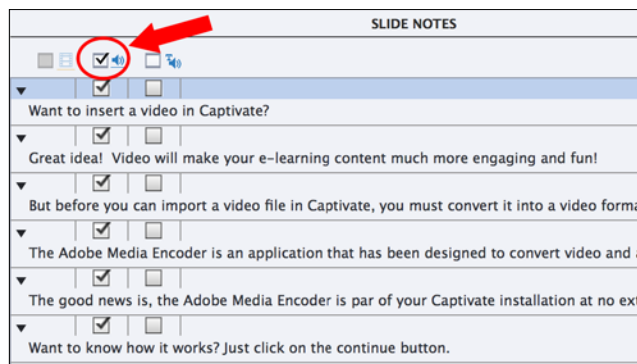 SLIDE NOTES
Want to insert a video in Captivate?
Great idea! Video will make your e-learning content much more engaging and fun!
But before you can import a video file in Captivate, you must convert it into a video forma
The Adobe Media Encoder is an application that has been designed to convert video and
The good news is, the Adobe Media Encoder is par of your Captivate installation at no ext
Want to know how it works? Just click on the continue button.